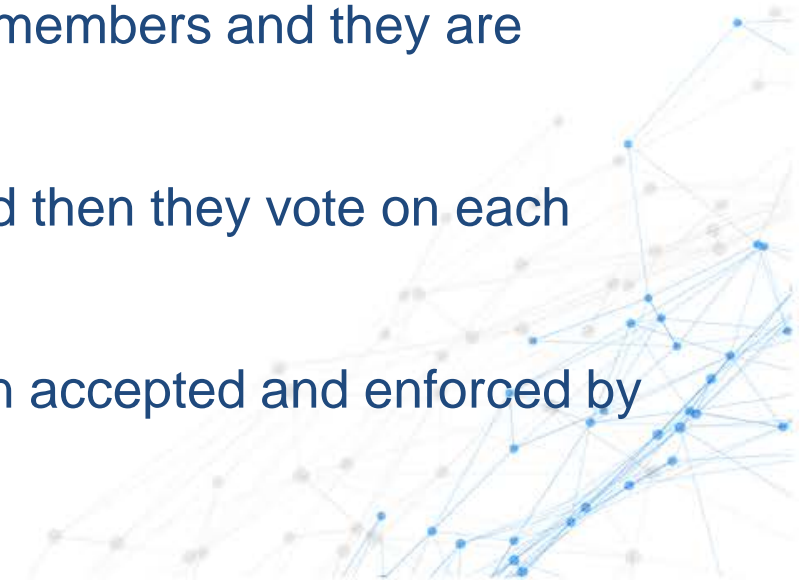 members and they are
then they vote on each
accepted and enforced by